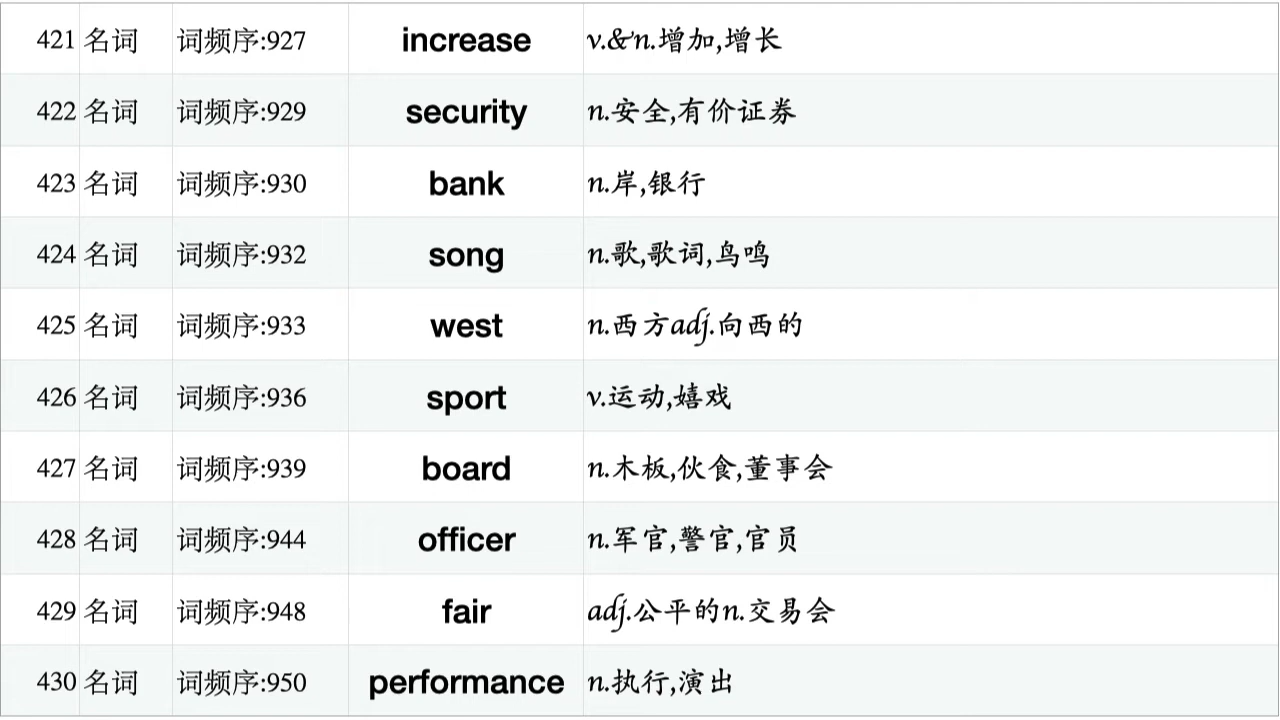 421 名词 词频序:927 increase v.&n.增加,增长
422 名词 词频序:929 security n.安全,有价证券
423 名词 词频序:930 bank n.岸,银行
424 名词 词频序:932 song n.歌,歌词,鸟鸣
425 名词 词频序:933 west n.西方adj.向西的
426 名词 词频序:936 sport v.运动,嬉戏
427 名词 词频序:939 board n.木板,伙食,董事会
428 名词 词频序:944 officer n.军官,警官,官员
429 名词 词频序:948 fair adj.公平的n.交易会
430 名词 词频序:950 performance n.执行,演出